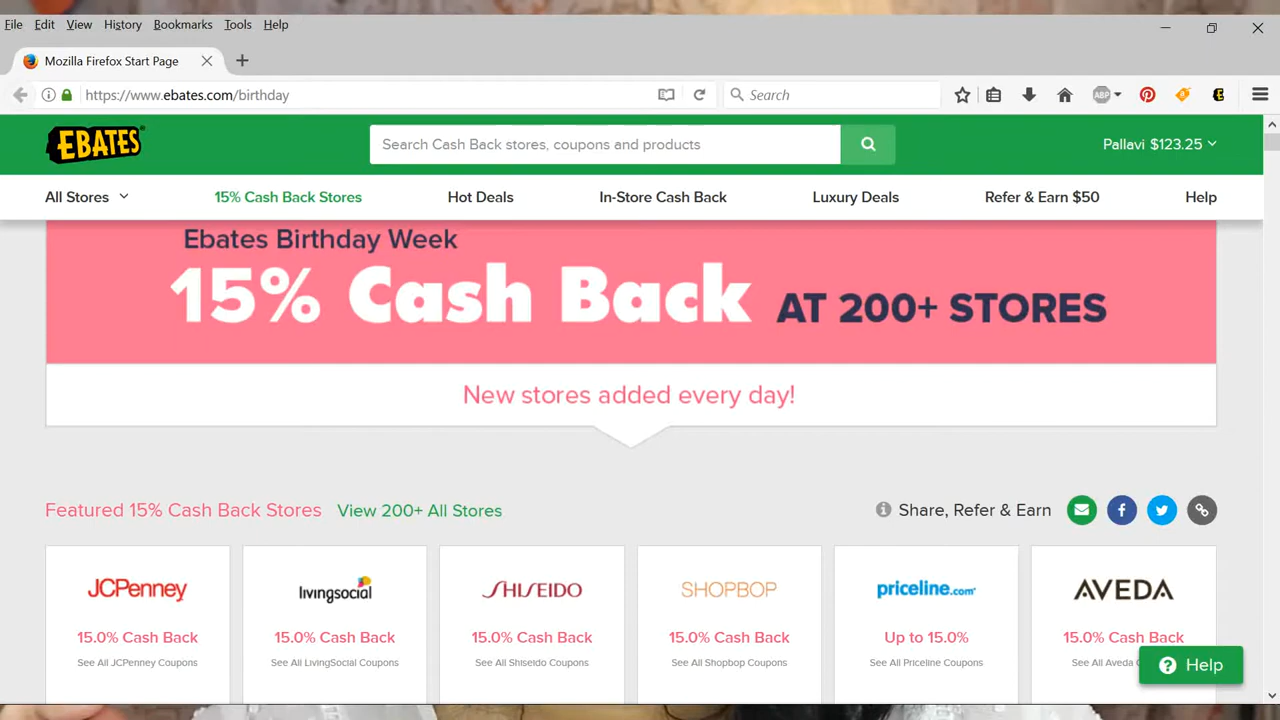 File Edit View History Bookmarks Tools Help
Mozilla Firefox Start Page
https://www.ebates.com/birthday
Search
ABP
EBATES
Search Cash Back stores, coupons and products
Pallavi $123.25
All Stores 15% Cash Back Stores Hot Deals In-Store Cash Back Luxury Deals Refer & Earn $50 Help
Ebates Birthday Week
15% Cash Back AT 200+ STORES
New stores added every day!
Featured 15% Cash Back Stores View 200+ All Stores Share, Refer & Earn
JCPenney livingsocial SHISEIDO SHOPBOP priceline.com AVEDA
15.0% Cash Back 15.0% Cash Back 15.0% Cash Back 15.0% Cash Back Up to 15.0% 15.0% Cash Back
See All JCPenney Coupons See All LivingSocial Coupons See All Shiseido Coupons See All Shopbop Coupons See All Priceline Coupons See All Aveda
Help